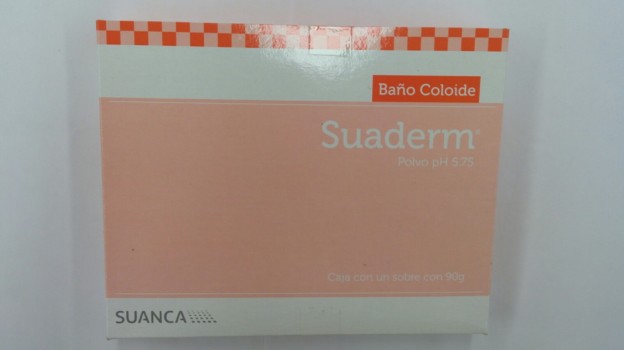 Baño Coloide
Suaderm®
Polvo pH 5.75
Caja con un sobre con 90g
SUANCA